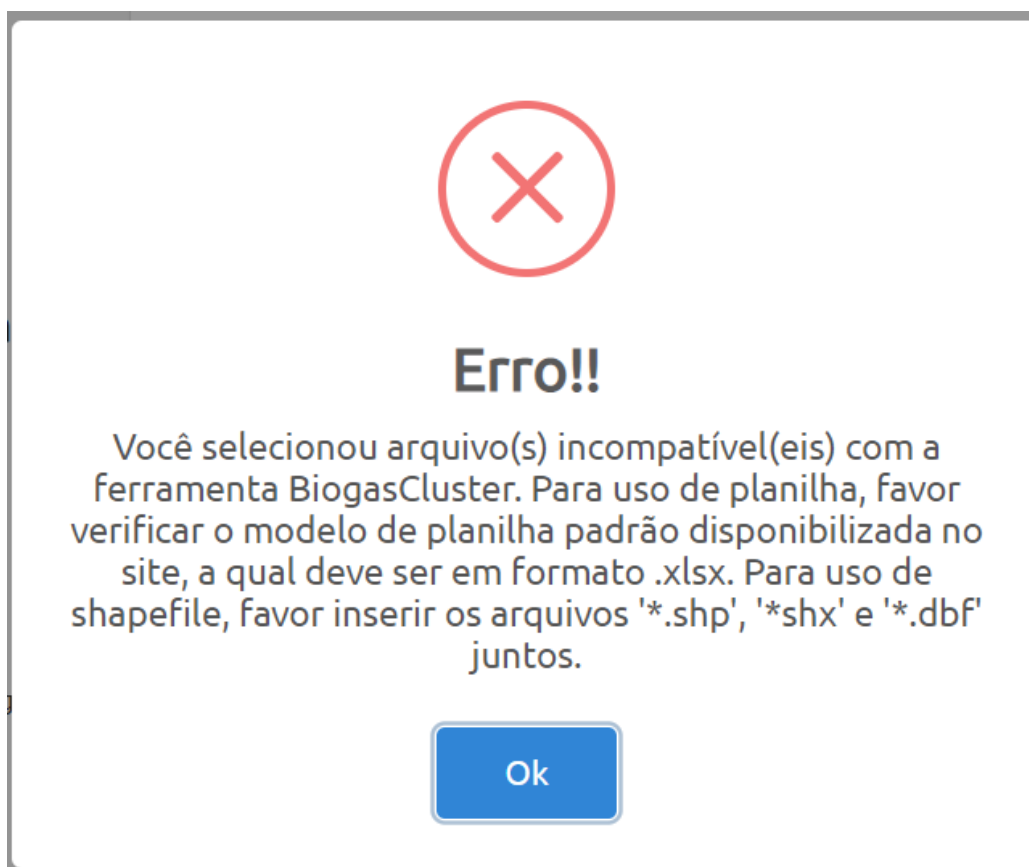 Erro!!
Você selecionou arquivo(s) incompatível(eis) com a
ferramenta BiogasCluster. Para uso de planilha, favor
verificar o modelo de planilha padrão disponibilizada no
site, a qual deve ser em formato .xlsx. Para uso de
shapefile, favor inserir os arquivos '*.shp', '*shx' e '*.dbf'
juntos.
Ok